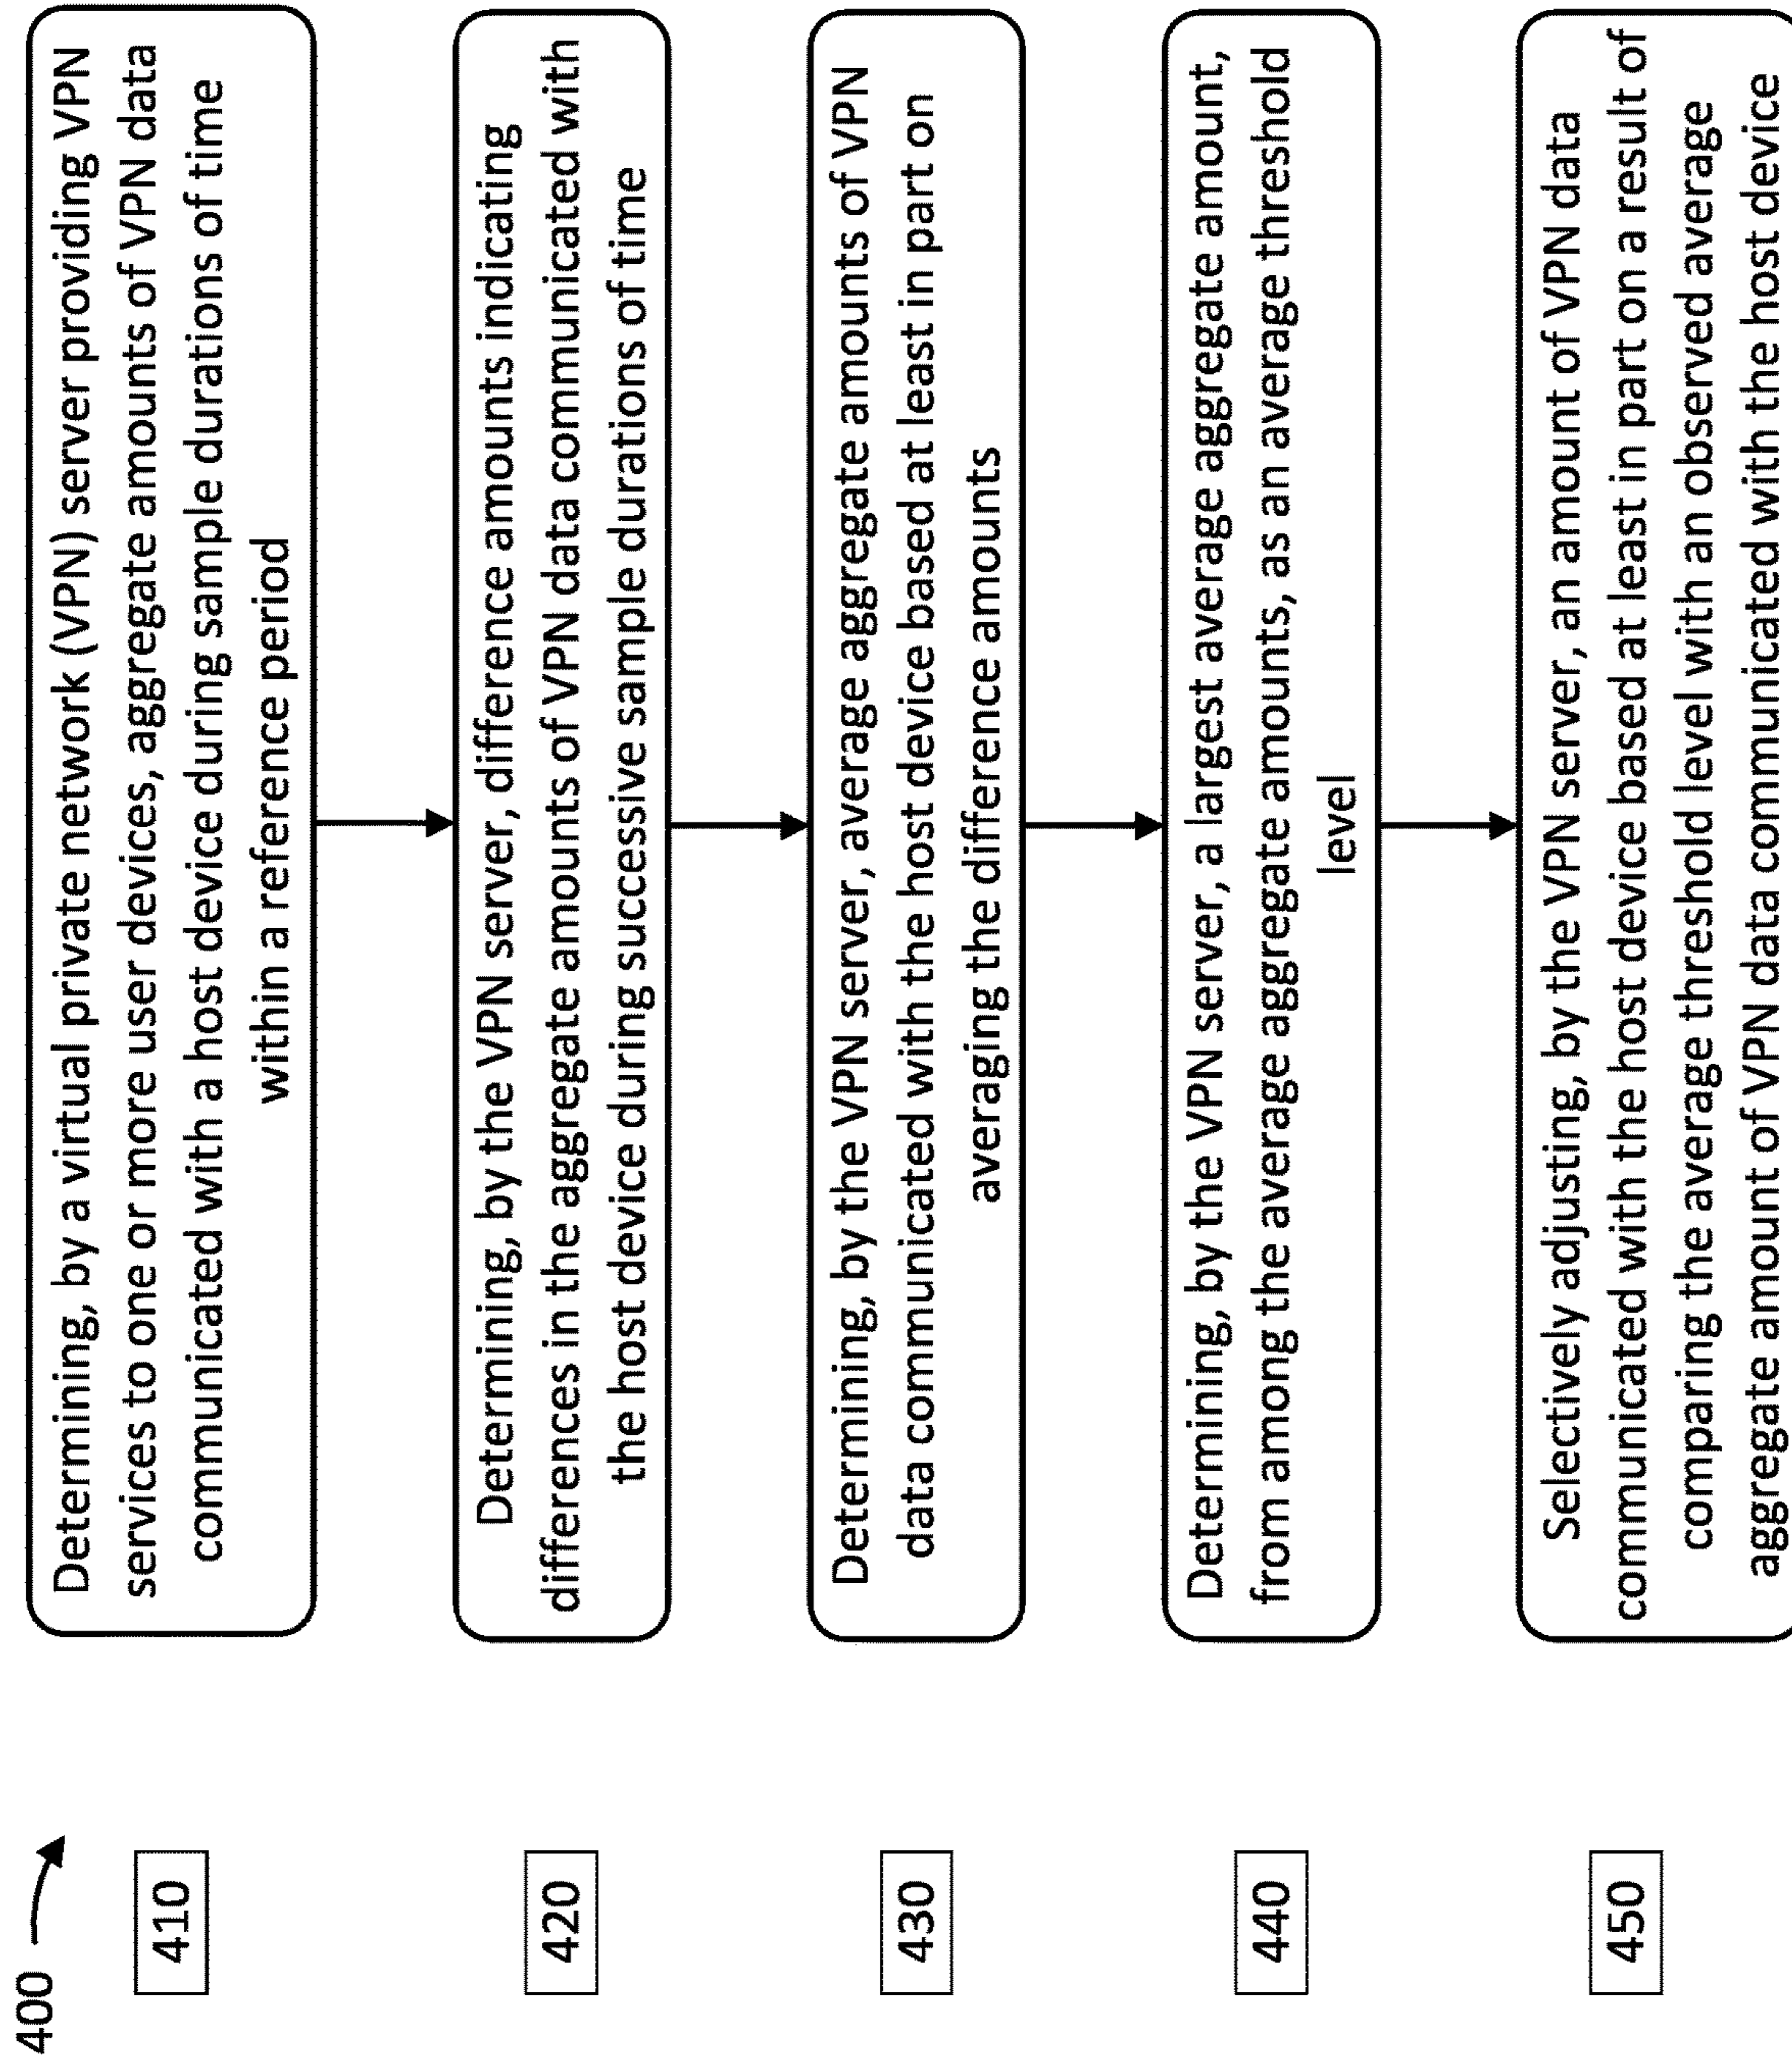 400
410
Determining, by a virtual private network (VPN) server providing VPN
services to one or more user devices, aggregate amounts of VPN data
communicated with a host device during sample durations of time
within a reference period
420
Determining, by the VPN server, difference amounts indicating
differences in the aggregate amounts of VPN data communicated with
the host device during successive sample durations of time
430
Determining, by the VPN server, average aggregate amounts of VPN
data communicated with the host device based at least in part on
averaging the difference amounts
440
Determining, by the VPN server, a largest average aggregate amount,
from among the average aggregate amounts, as an average threshold
level
450
Selectively adjusting, by the VPN server, an amount of VPN data
communicated with the host device based at least in part on a result of
comparing the average threshold level with an observed average
aggregate amount of VPN data communicated with the host device